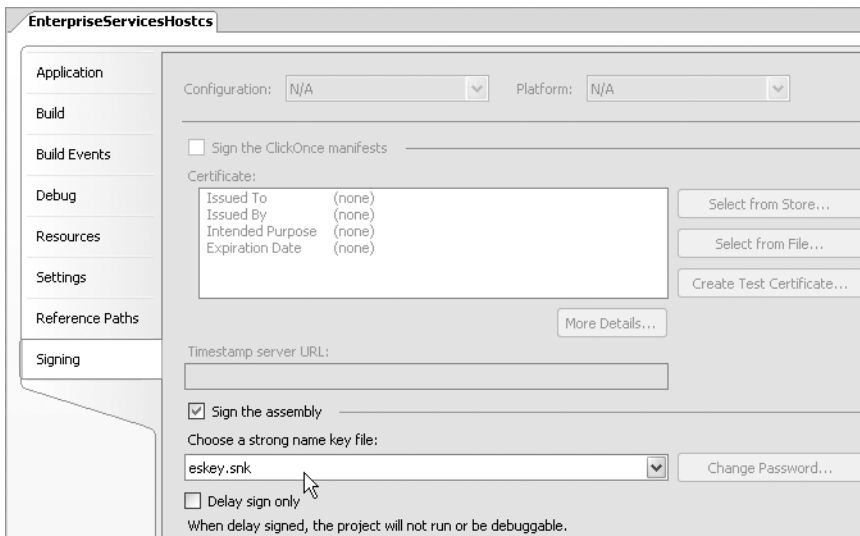 EnterpriseServicesHostcs
Application
Build
Build Events
Debug
Resources
Settings
Reference Paths
Signing
Configuration: N/A Platform: N/A
Sign the ClickOnce manifests
Certificate:
Issued To (none)
Issued By (none)
Intended Purpose (none)
Expiration Date (none)
Select from Store...
Select from File...
Create Test Certificate...
More Details...
Timestamp server URL:
Sign the assembly
Choose a strong name key file:
eskey.snk Change Password...
Delay sign only
When delay signed, the project will not run or be debuggable.